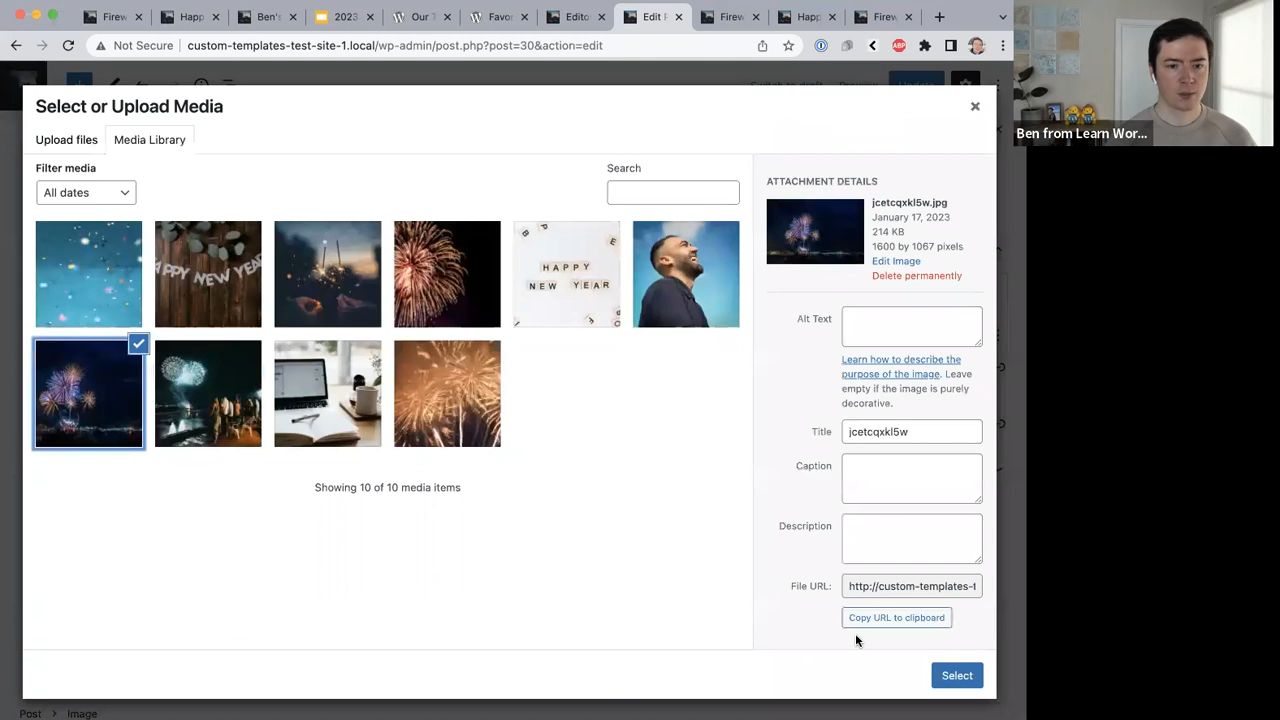 Firew
Happ
Ben's
2023
Our T
Favor
Edito
Edit P
Firew
Happ
Firew
Not Secure
custom-templates-test-site-1.local/wp-admin/post.php?post=30&action=edit
ABP
Select or Upload Media
Upload files
Media Library
Ben from Learn Wor...
Filter media
All dates
Search
HAPPY NEW YEAR
HAPPY
NEW YEAR
Showing 10 of 10 media items
ATTACHMENT DETAILS
jcetcqxkl5w.jpg
January 17, 2023
214 KB
1600 by 1067 pixels
Edit Image
Delete permanently
Alt Text
Learn how to describe the
purpose of the image. Leave
empty if the image is purely
decorative.
Title
jcetcqxkl5w
Caption
Description
File URL:
http://custom-templates-t
Copy URL to clipboard
Select
Post
Image